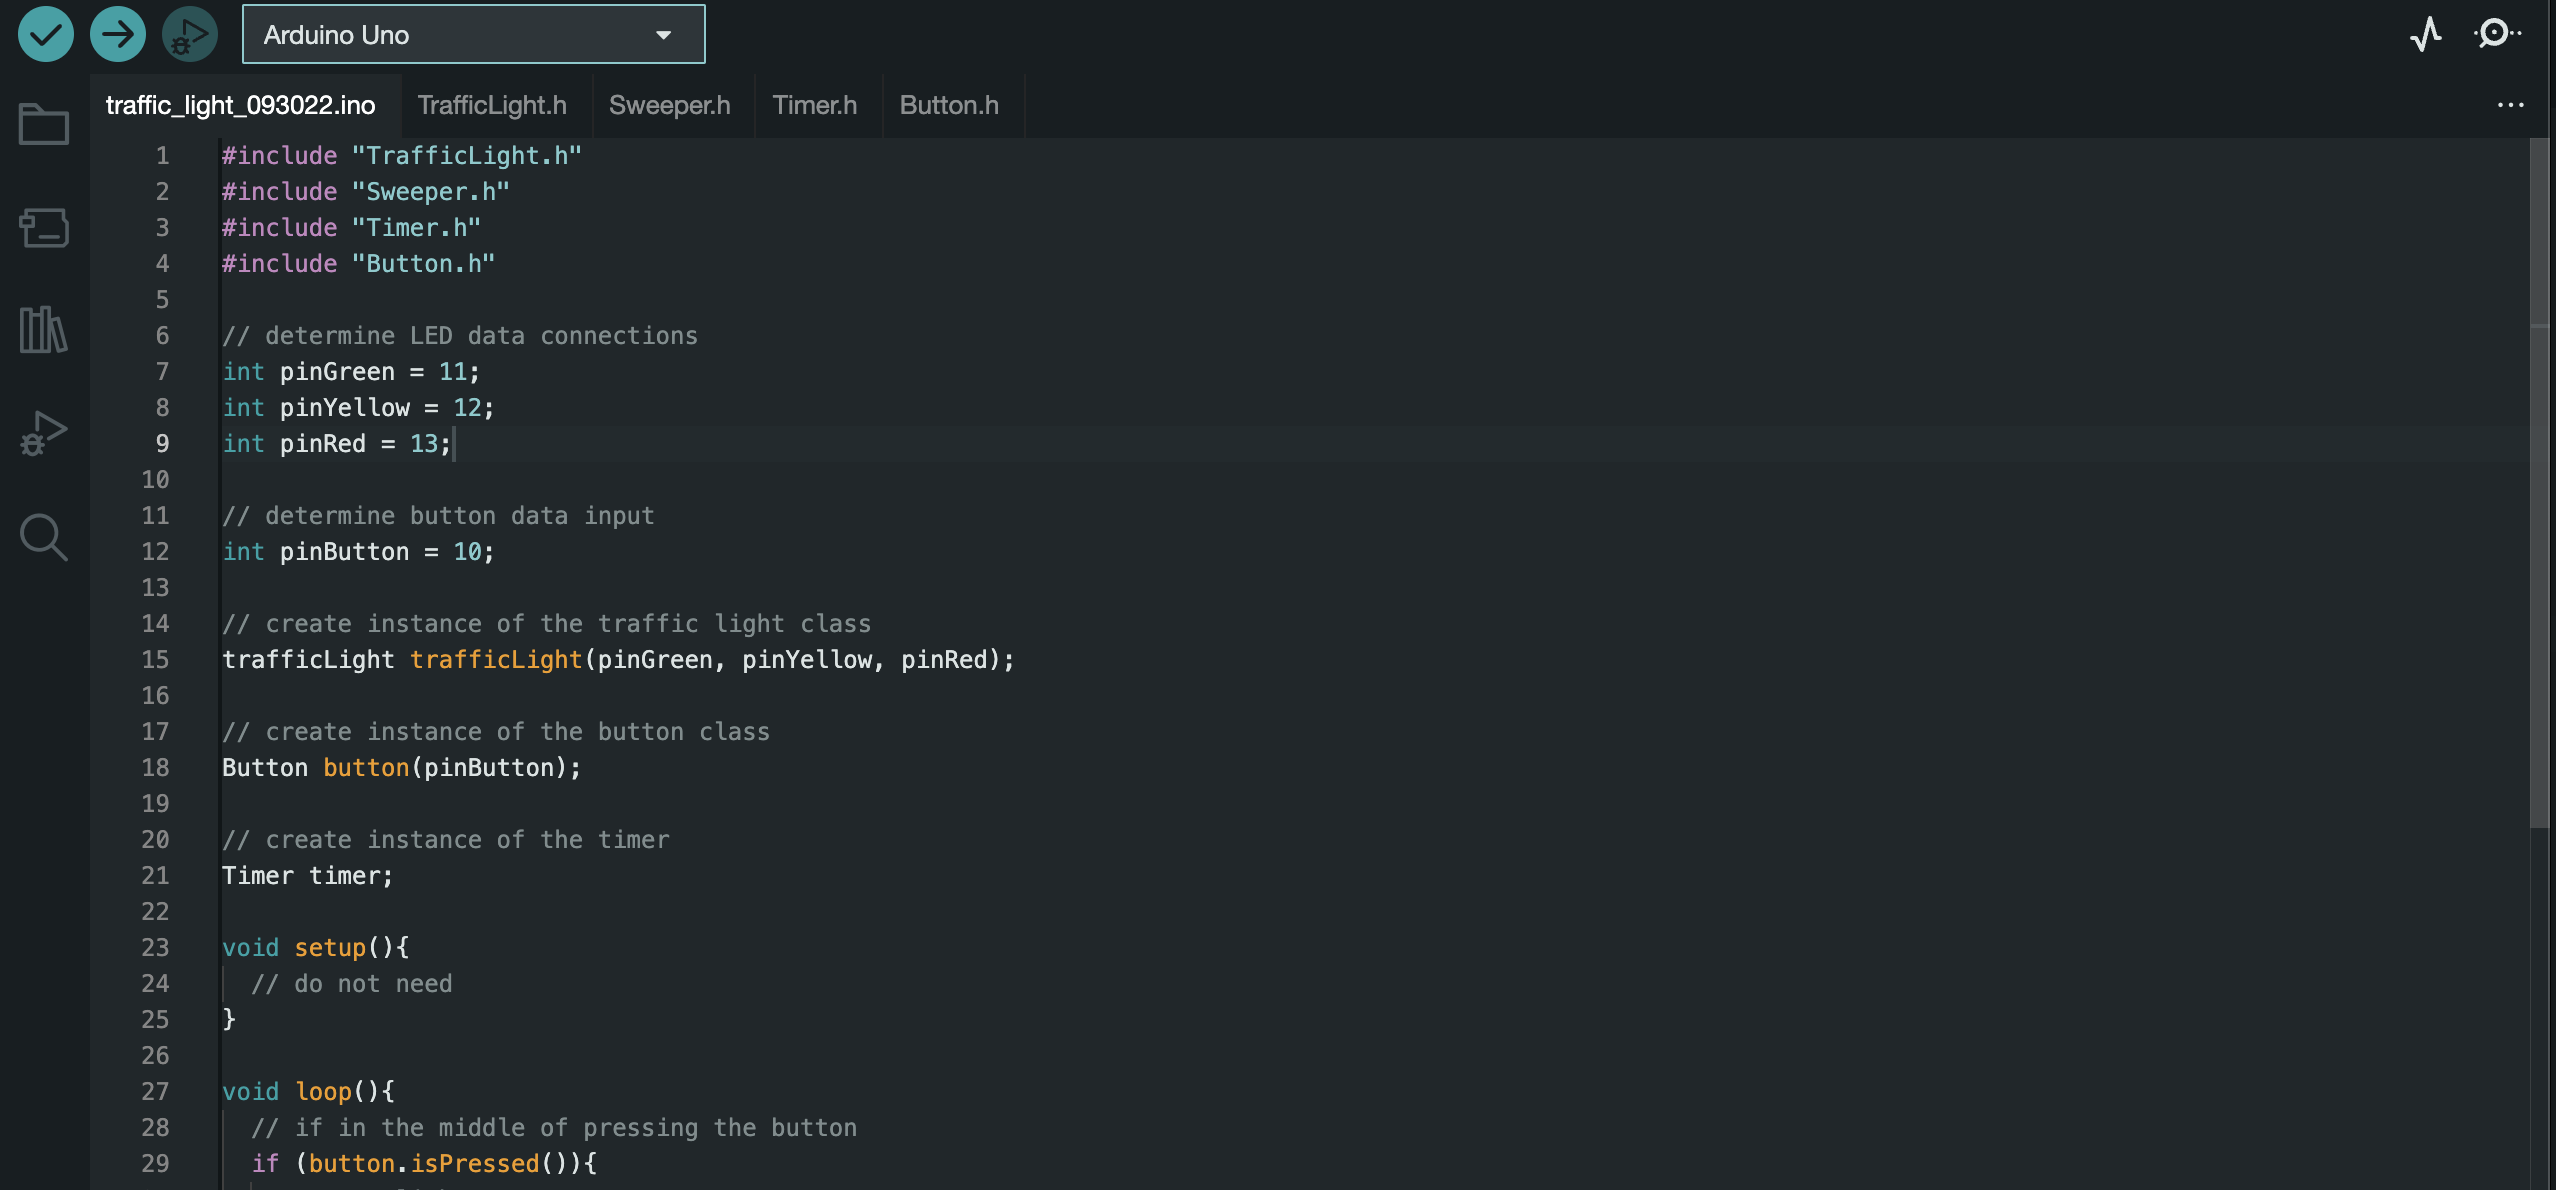 Arduino Uno
traffic_light_093022.ino TrafficLight.h Sweeper.h Timer.h Button.h ...
1 #include "TrafficLight.h"
2 #include "Sweeper.h"
3 #include "Timer.h"
4 #include "Button.h"
5
6 // determine LED data connections
7 int pinGreen = 11;
8 int pinYellow = 12;
9 int pinRed = 13;
10
11 // determine button data input
12 int pinButton = 10;
13
14 // create instance of the traffic light class
15 trafficLight trafficLight(pinGreen, pinYellow, pinRed);
16
17 // create instance of the button class
18 Button button(pinButton);
19
20 // create instance of the timer
21 Timer timer;
22
23 void setup(){
24   // do not need
25 }
26
27 void loop(){
28   // if in the middle of pressing the button
29   if (button.isPressed()){